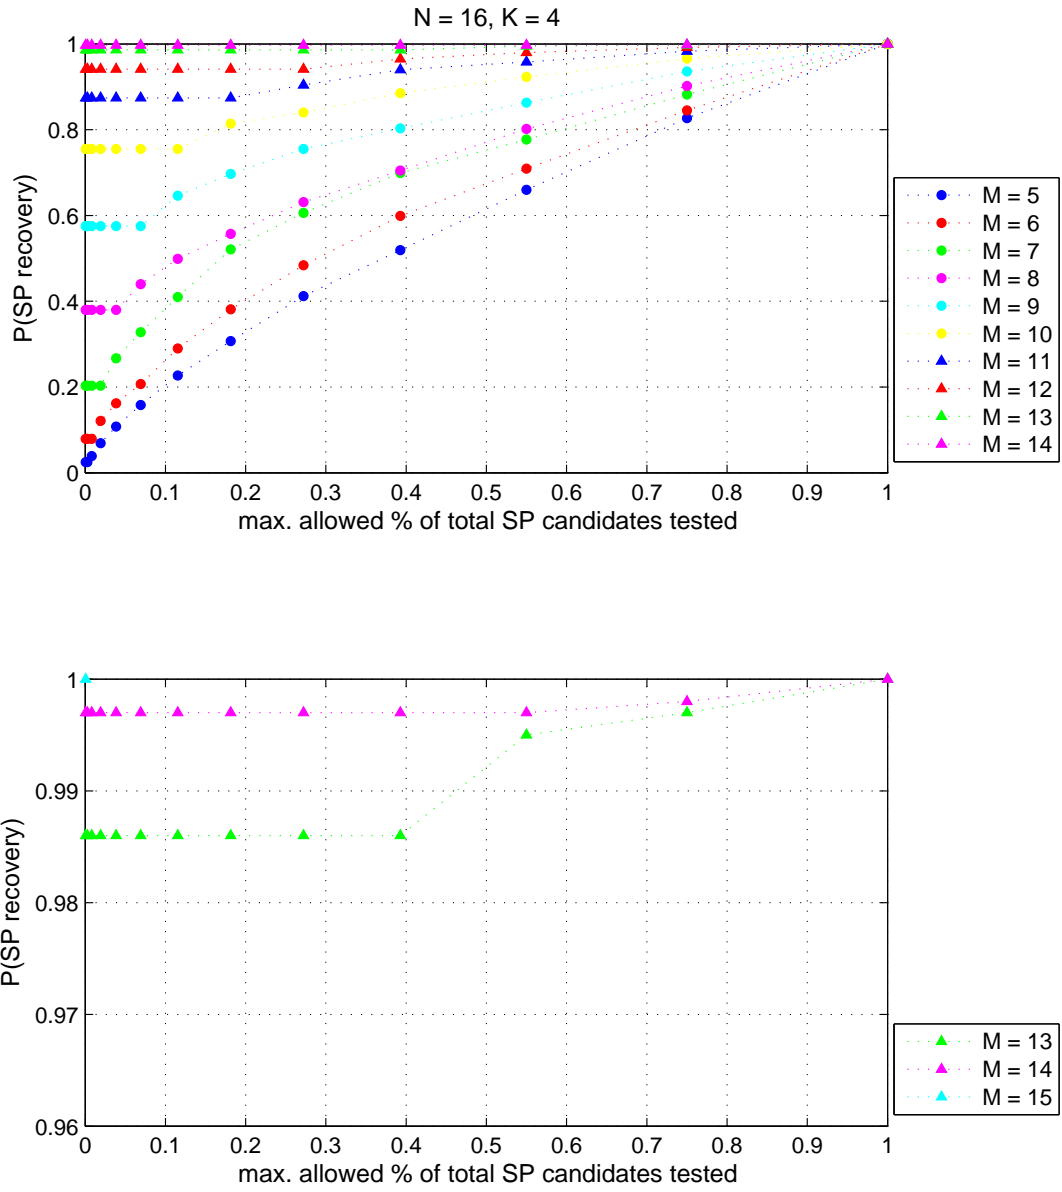 N = 16, K = 4
1
0.8
0.6
0.4
0.2
0
P(SP recovery)
0 0.1 0.2 0.3 0.4 0.5 0.6 0.7 0.8 0.9 1
max. allowed % of total SP candidates tested
M = 5
M = 6
M = 7
M = 8
M = 9
M = 10
M = 11
M = 12
M = 13
M = 14
1
0.99
0.98
0.97
0.96
P(SP recovery)
0 0.1 0.2 0.3 0.4 0.5 0.6 0.7 0.8 0.9 1
max. allowed % of total SP candidates tested
M = 13
M = 14
M = 15